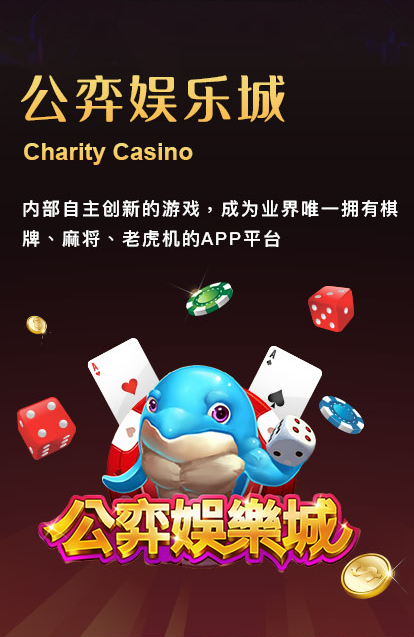 公弈娱乐城
Charity Casino
内部自主创新的游戏，成为业界唯一拥有棋
牌、麻将、老虎机的APP平台
A
A
公弈娛樂城